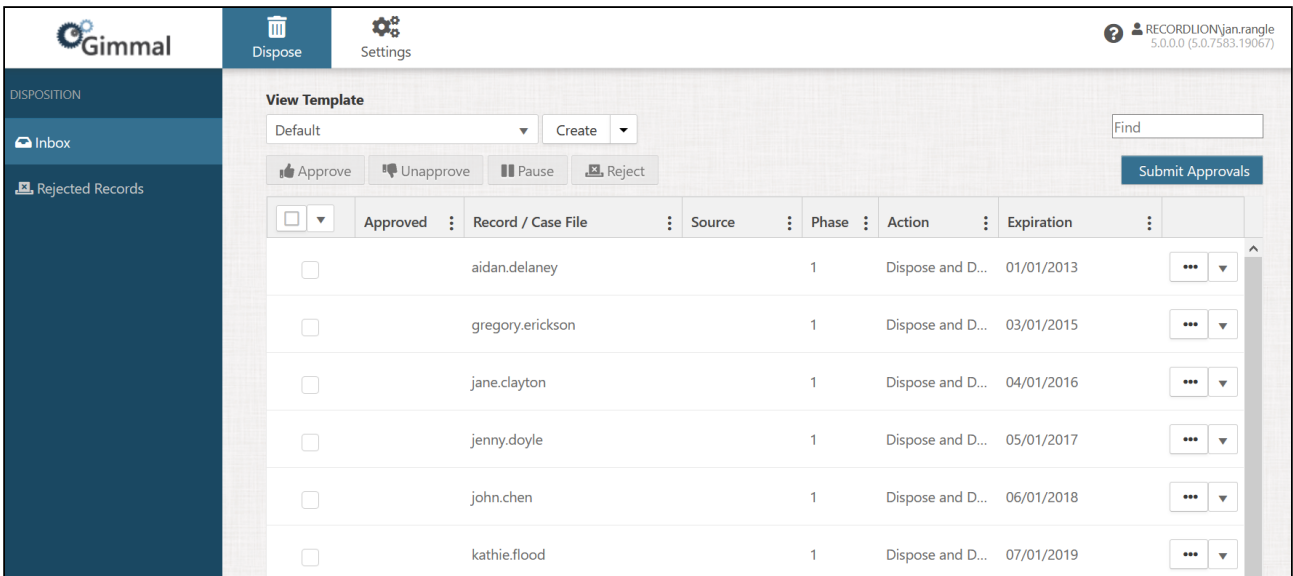 Gimmal
Dispose
Settings
RECORDLION\jan.rangle
5.0.0.0 (5.0.7583.19067)
DISPOSITION
Inbox
Rejected Records
View Template
Default
Create
Find
Approve Unapprove Pause Reject
Submit Approvals
Approved Record / Case File Source Phase Action Expiration
aidan.delaney 1 Dispose and D... 01/01/2013
gregory.erickson 1 Dispose and D... 03/01/2015
jane.clayton 1 Dispose and D... 04/01/2016
jenny.doyle 1 Dispose and D... 05/01/2017
john.chen 1 Dispose and D... 06/01/2018
kathie.flood 1 Dispose and D... 07/01/2019